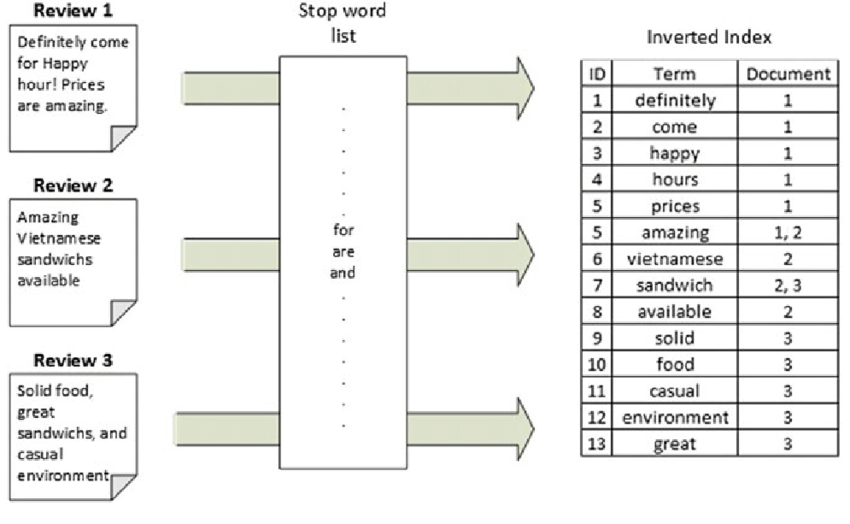 Review 1
Definitely come
for Happy
hour! Prices
are amazing.
Review 2
Amazing
Vietnamese
sandwichs
available
Review 3
Solid food,
great
sandwichs, and
casual
environment
Stop word
list
for
are
and
Inverted Index
ID Term Document
1 definitely 1
2 come 1
3 happy 1
4 hours 1
5 prices 1
5 amazing 1, 2
6 vietnamese 2
7 sandwich 2, 3
8 available 2
9 solid 3
10 food 3
11 casual 3
12 environment 3
13 great 3